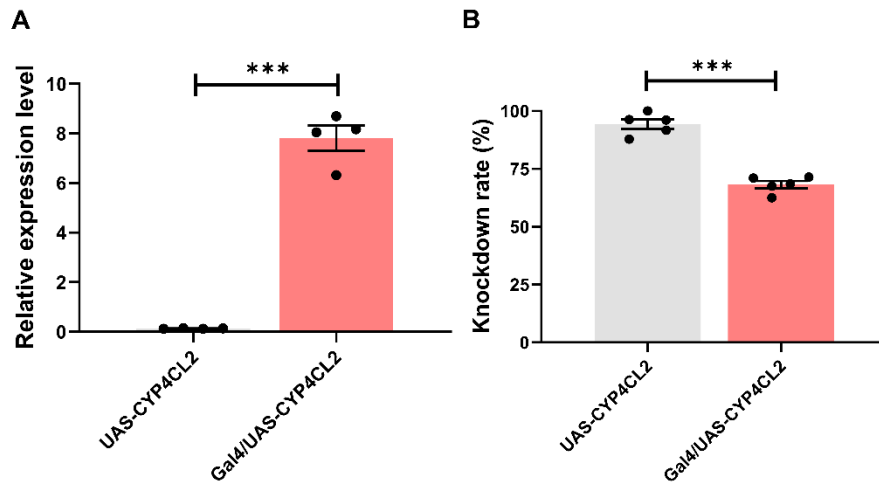 A
***
10
8
6
4
2
0
Relative expression level
UAS-CYP4CL2
Gal4/UAS-CYP4CL2
B
***
100
75
50
25
0
Knockdown rate (%)
UAS-CYP4CL2
Gal4/UAS-CYP4CL2